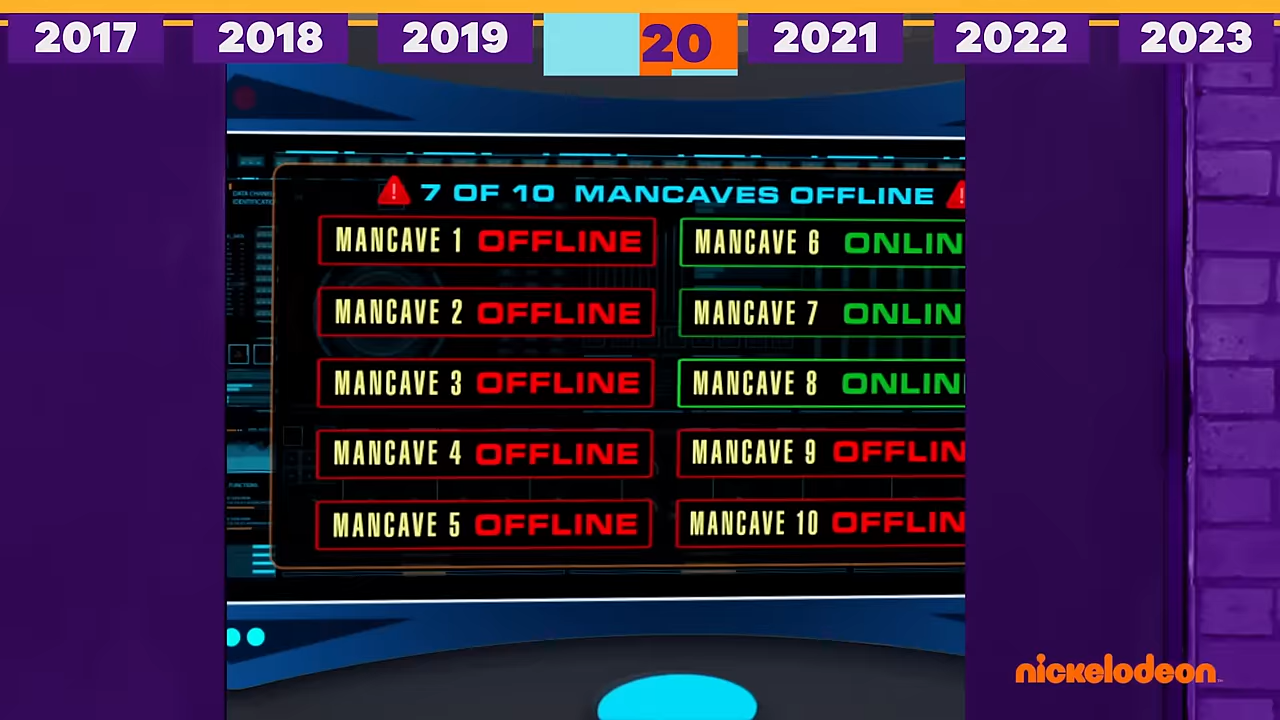 2017 2018 2019 20 2021 2022 2023
7 OF 10 MANCAVES OFFLINE
MANCAVE 1 OFFLINE
MANCAVE 2 OFFLINE
MANCAVE 3 OFFLINE
MANCAVE 4 OFFLINE
MANCAVE 5 OFFLINE
MANCAVE 6 ONLIN
MANCAVE 7 ONLIN
MANCAVE 8 ONLIN
MANCAVE 9 OFFLIN
MANCAVE 10 OFFLIN
FUNCTIONS
nickelodeon